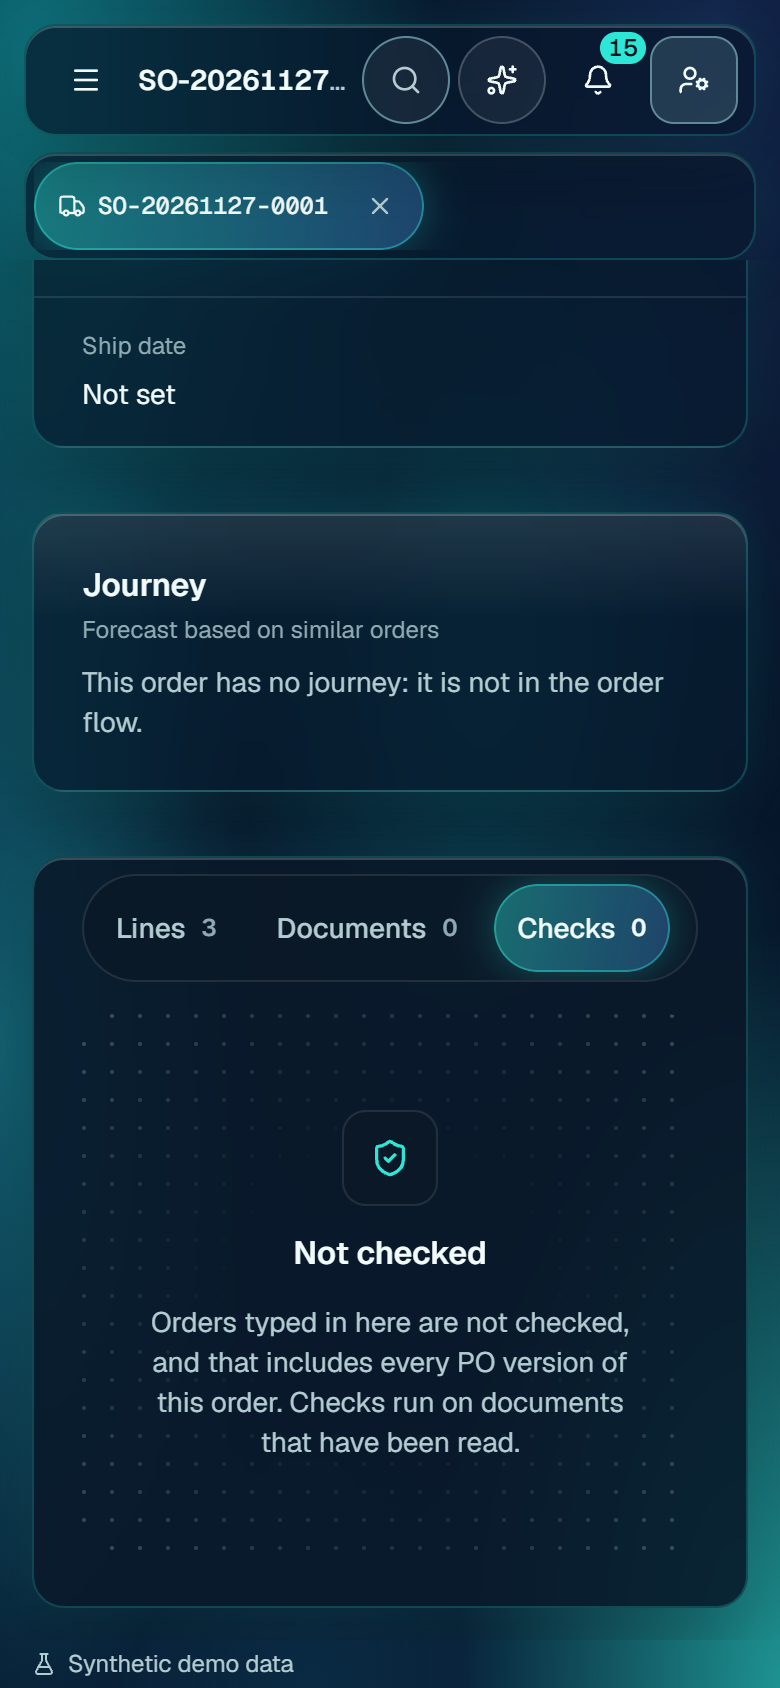 SO-20261127...
15
SO-20261127-0001
Ship date
Not set
Journey
Forecast based on similar orders
This order has no journey: it is not in the order
flow.
Lines 3
Documents 0
Checks 0
Not checked
Orders typed in here are not checked,
and that includes every PO version of
this order. Checks run on documents
that have been read.
Synthetic demo data